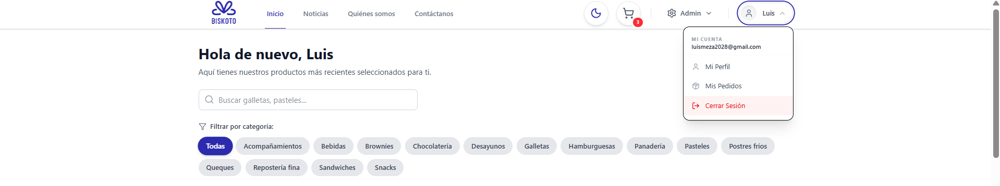 BISKOTO
Inicio Noticias Quiénes somos Contáctanos 3 Admin Luis
MI CUENTA
luismeza2028@gmail.com
Mi Perfil
Mis Pedidos
Cerrar Sesión
Hola de nuevo, Luis
Aquí tienes nuestros productos más recientes seleccionados para ti.
Buscar galletas, pasteles...
Filtrar por categoría:
Todas Acompañamientos Bebidas Brownies Chocolatería Desayunos Galletas Hamburguesas Panadería Pasteles Postres fríos
Queques Repostería fina Sandwiches Snacks